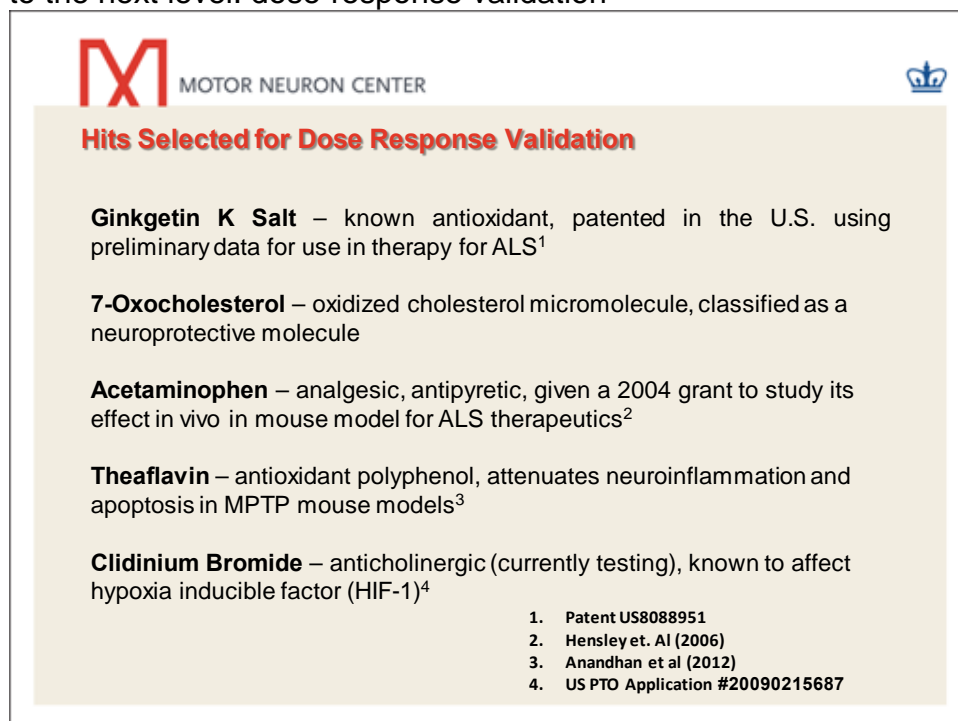 to the next level: dose response validation
MOTOR NEURON CENTER
Hits Selected for Dose Response Validation
Ginkgetin K Salt – known antioxidant, patented in the U.S. using
preliminary data for use in therapy for ALS1
7-Oxocholesterol – oxidized cholesterol micromolecule, classified as a
neuroprotective molecule
Acetaminophen – analgesic, antipyretic, given a 2004 grant to study its
effect in vivo in mouse model for ALS therapeutics2
Theaflavin – antioxidant polyphenol, attenuates neuroinflammation and
apoptosis in MPTP mouse models3
Clidinium Bromide – anticholinergic (currently testing), known to affect
hypoxia inducible factor (HIF-1)4
1. Patent US8088951
2. Hensley et. Al (2006)
3. Anandhan et al (2012)
4. US PTO Application #20090215687